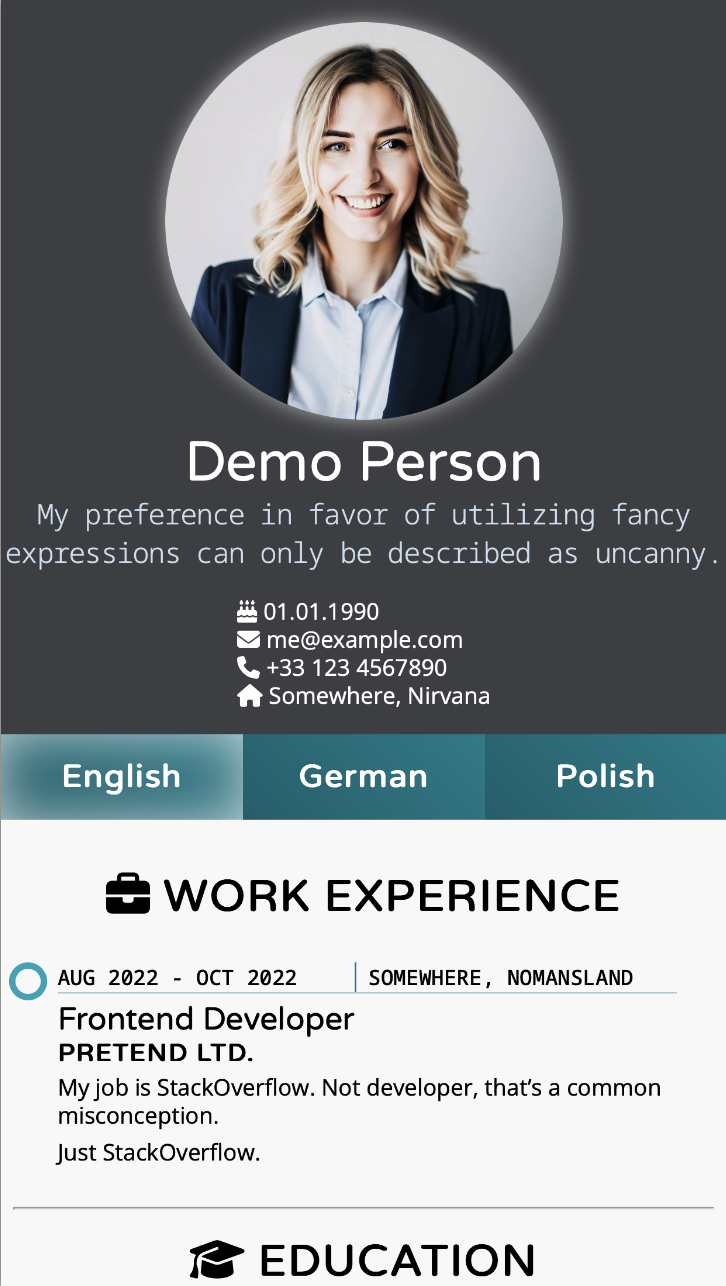 Demo Person
My preference in favor of utilizing fancy
expressions can only be described as uncanny.
01.01.1990
me@example.com
+33 123 4567890
Somewhere, Nirvana
English German Polish
WORK EXPERIENCE
AUG 2022 - OCT 2022 SOMEWHERE, NOMANSLAND
Frontend Developer
PRETEND LTD.
My job is StackOverflow. Not developer, that’s a common
misconception.
Just StackOverflow.
EDUCATION